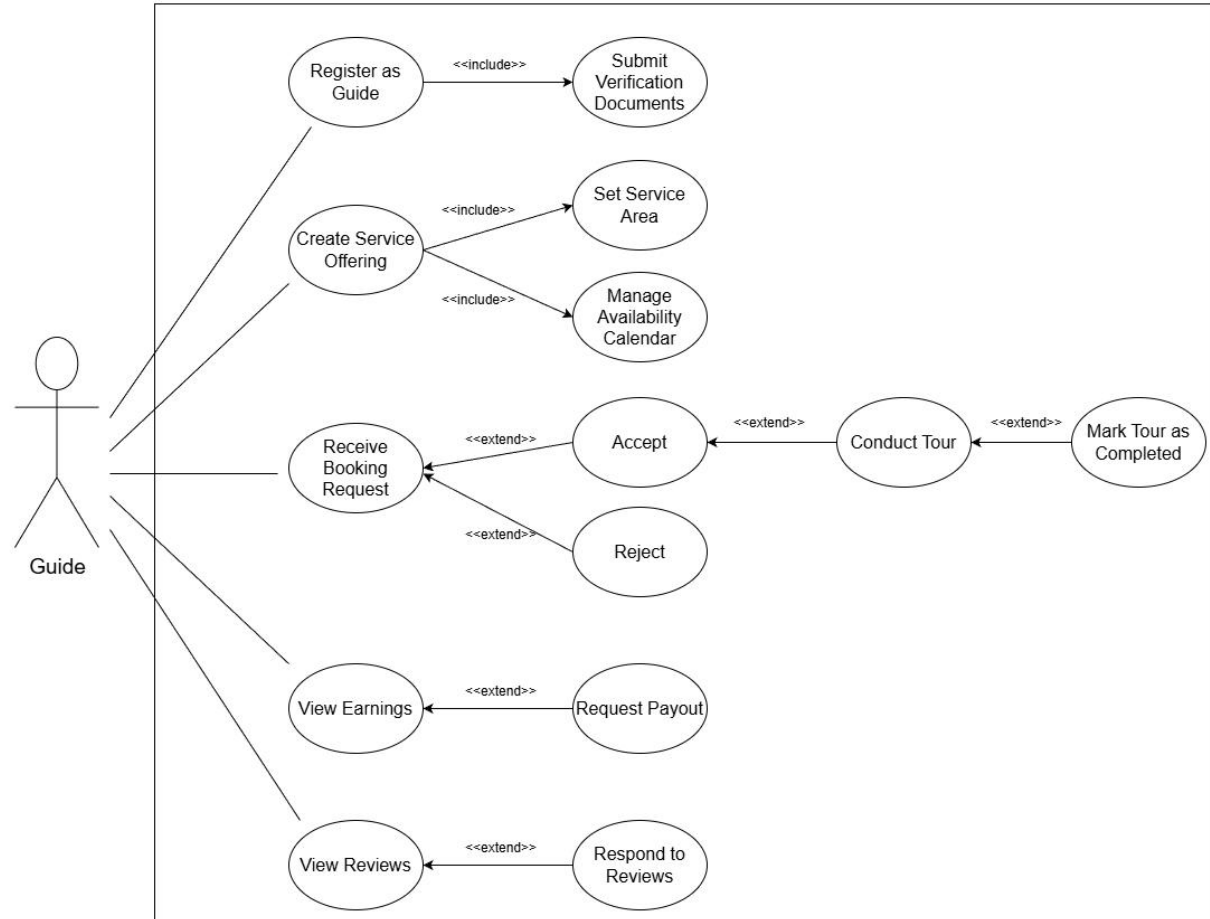 Register as
Guide
<<include>>
Submit
Verification
Documents
Create Service
Offering
<<include>>
Set Service
Area
<<include>>
Manage
Availability
Calendar
Guide
Receive
Booking
Request
<<extend>>
Accept
<<extend>>
Conduct Tour
<<extend>>
Mark Tour as
Completed
<<extend>>
Reject
View Earnings
<<extend>>
Request Payout
View Reviews
<<extend>>
Respond to
Reviews